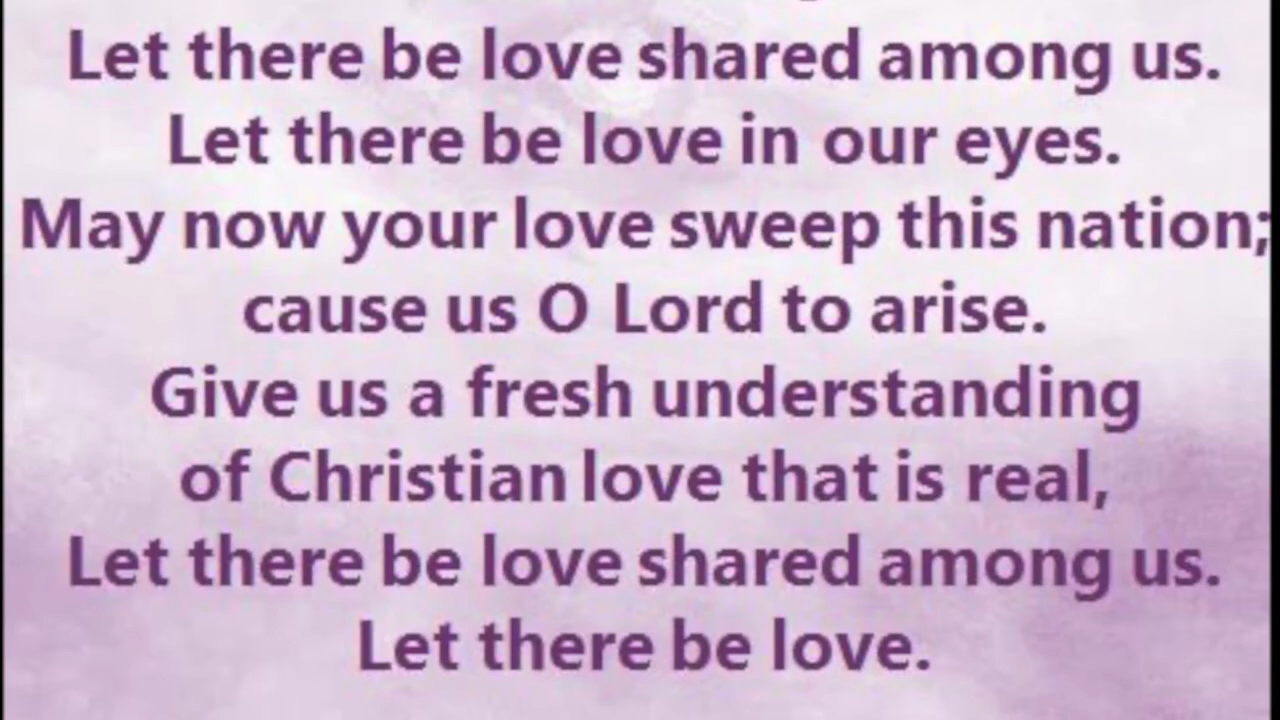 Let there be love shared among us.
Let there be love in our eyes.
May now your love sweep this nation;
cause us O Lord to arise.
Give us a fresh understanding
of Christian love that is real,
Let there be love shared among us.
Let there be love.